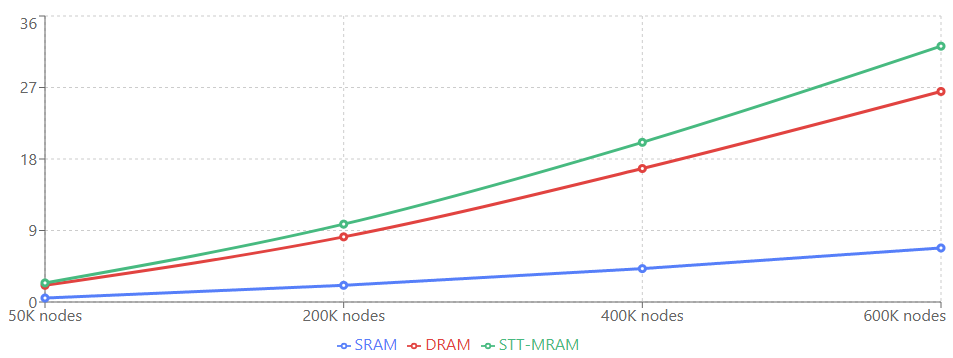 36
27
18
9
0
50K nodes 200K nodes 400K nodes 600K nodes
SRAM DRAM STT-MRAM